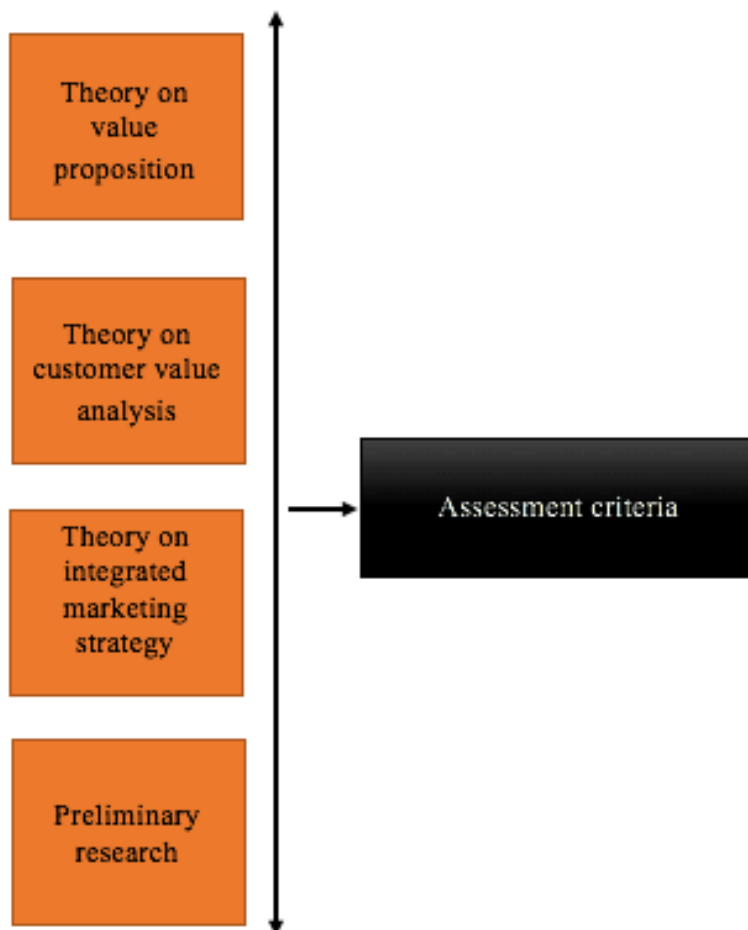 Theory on
value
proposition
Theory on
customer value
analysis
Theory on
integrated
marketing
strategy
Preliminary
research
Assessment criteria